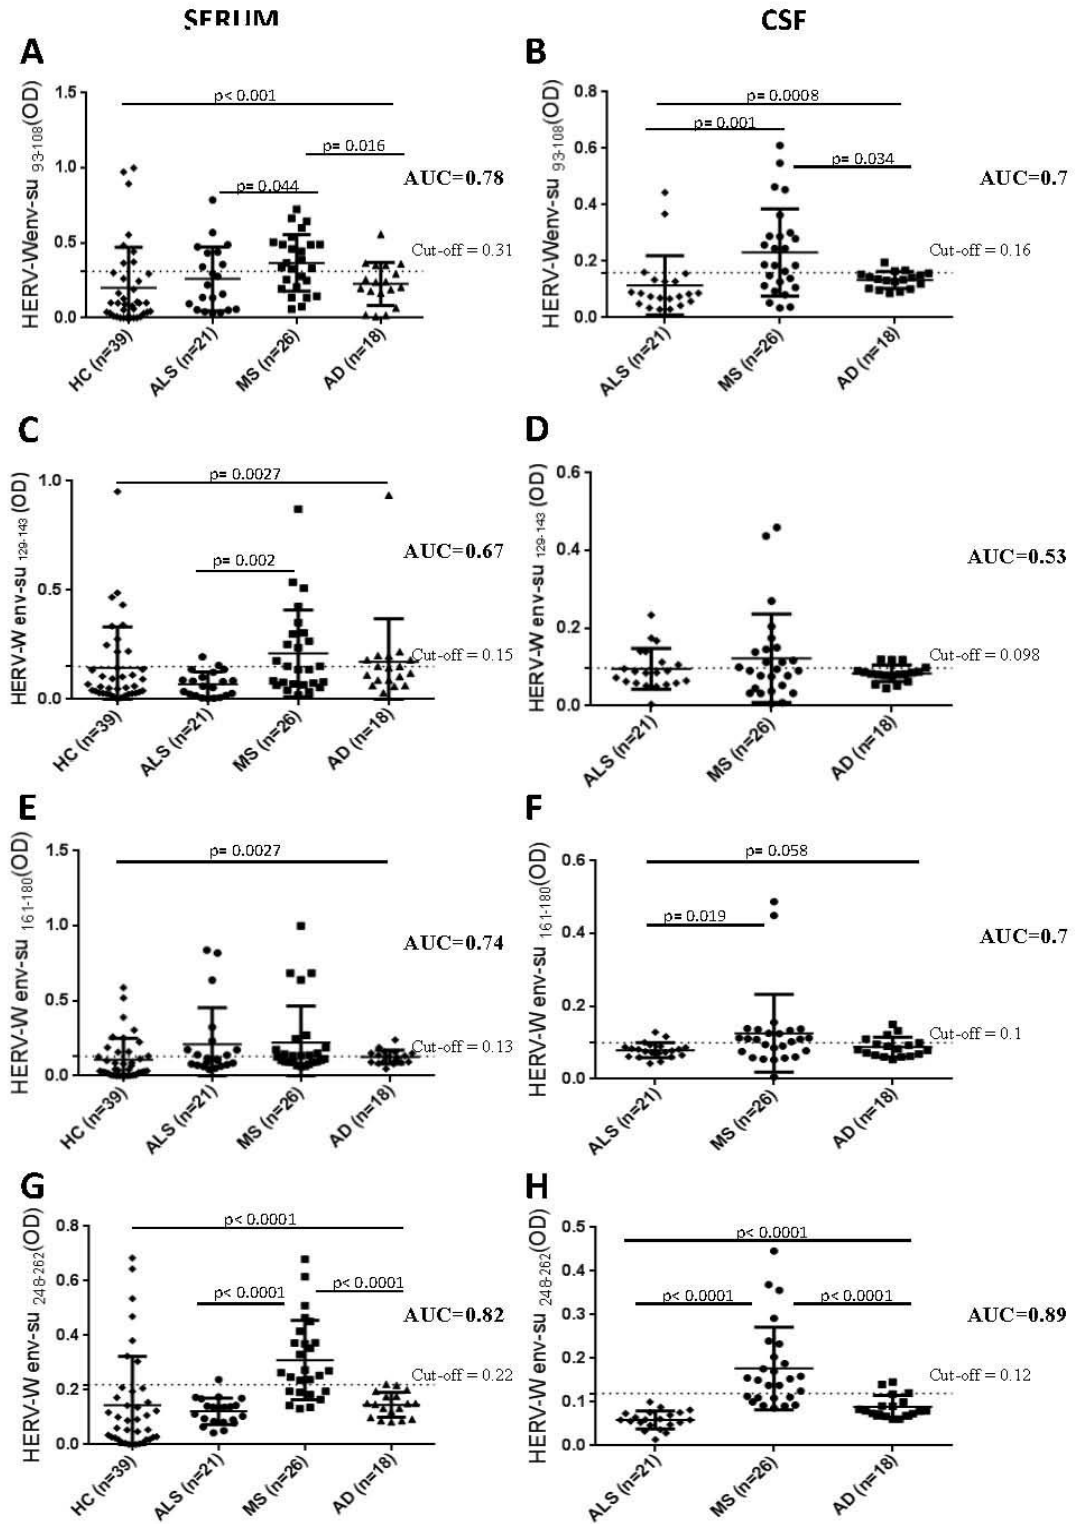 SERUM
CSF
A
HERV-Wenv-su 93-108(OD)
1.5
1.0
0.5
0.0
p< 0.001
p= 0.016
p= 0.044
AUC=0.78
Cut-off = 0.31
HC (n=39)
ALS (n=21)
MS (n=26)
AD (n=18)
B
HERV-W env-su 93-108(OD)
0.8
0.6
0.4
0.2
0.0
p= 0.0008
p= 0.001
p= 0.034
AUC=0.7
Cut-off = 0.16
ALS (n=21)
MS (n=26)
AD (n=18)
C
HERV-W env-su 129-143 (OD)
1.0
0.5
0.0
p= 0.0027
p= 0.002
AUC=0.67
Cut-off = 0.15
HC (n=39)
ALS (n=21)
MS (n=26)
AD (n=18)
D
HERV-W env-su 129-143 (OD)
0.6
0.4
0.2
0.0
AUC=0.53
Cut-off = 0.098
ALS (n=21)
MS (n=26)
AD (n=18)
E
HERV-W env-su 161-180(OD)
1.5
1.0
0.5
0.0
p= 0.0027
AUC=0.74
Cut-off = 0.13
HC (n=39)
ALS (n=21)
MS (n=26)
AD (n=18)
F
HERV-W env-su 161-180(OD)
0.6
0.4
0.2
0.0
p= 0.058
p= 0.019
AUC=0.7
Cut-off = 0.1
ALS (n=21)
MS (n=26)
AD (n=18)
G
HERV-W env-su 248-262(OD)
0.8
0.6
0.4
0.2
0.0
p< 0.0001
p< 0.0001
p< 0.0001
AUC=0.82
Cut-off = 0.22
HC (n=39)
ALS (n=21)
MS (n=26)
AD (n=18)
H
HERV-W env-su 248-262(OD)
0.5
0.4
0.3
0.2
0.1
0.0
p< 0.0001
p< 0.0001
p< 0.0001
AUC=0.89
Cut-off = 0.12
ALS (n=21)
MS (n=26)
AD (n=18)